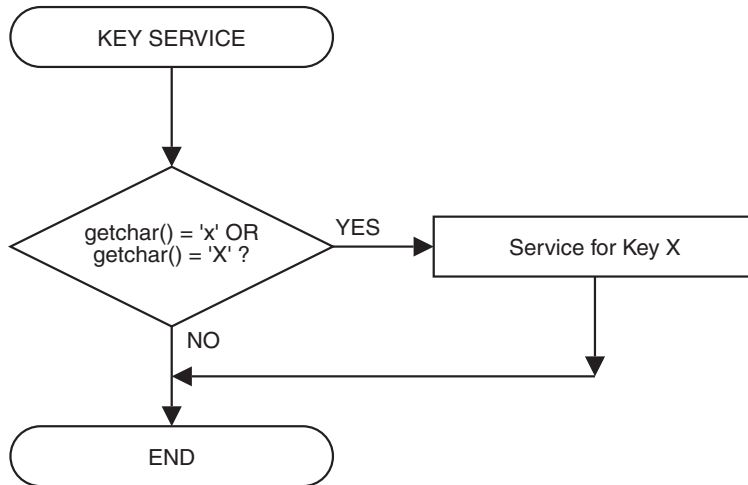 KEY SERVICE
getchar() = 'x' OR
getchar() = 'X' ?
YES
Service for Key X
NO
END